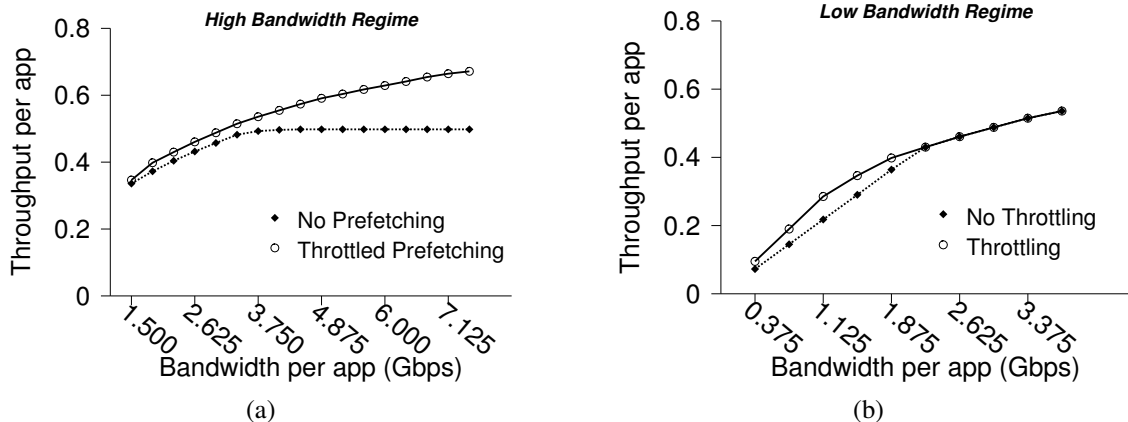 High Bandwidth Regime
Throughput per app
0.8
0.6
0.4
0.2
0
No Prefetching
Throttled Prefetching
1.500
2.625
3.750
4.875
6.000
7.125
Bandwidth per app (Gbps)
(a)
Low Bandwidth Regime
Throughput per app
0.8
0.6
0.4
0.2
0
No Throttling
Throttling
0.375
1.125
1.875
2.625
3.375
Bandwidth per app (Gbps)
(b)